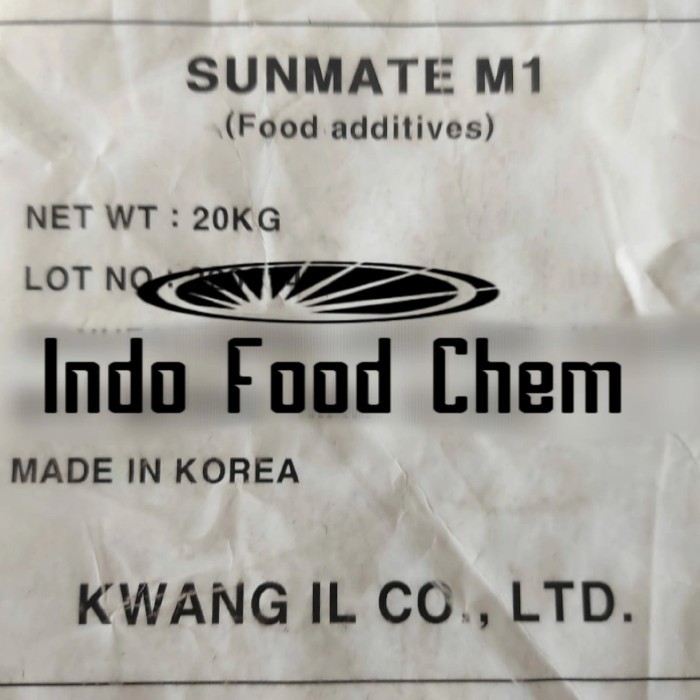 SUNMATE M1
(Food additives)
NET WT : 20KG
LOT NO :
Indo Food Chem
MADE IN KOREA
KWANG IL CO., LTD.